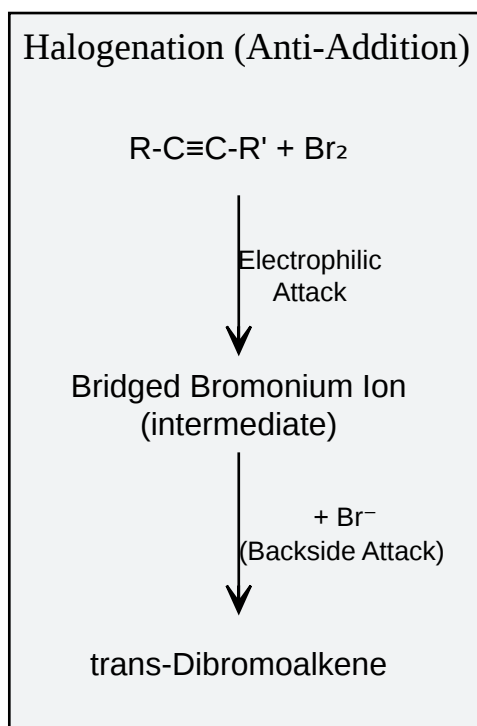 Halogenation (Anti-Addition)
R-C≡C-R' + Br₂
Electrophilic
Attack
Bridged Bromonium Ion
(intermediate)
+ Br⁻
(Backside Attack)
trans-Dibromoalkene